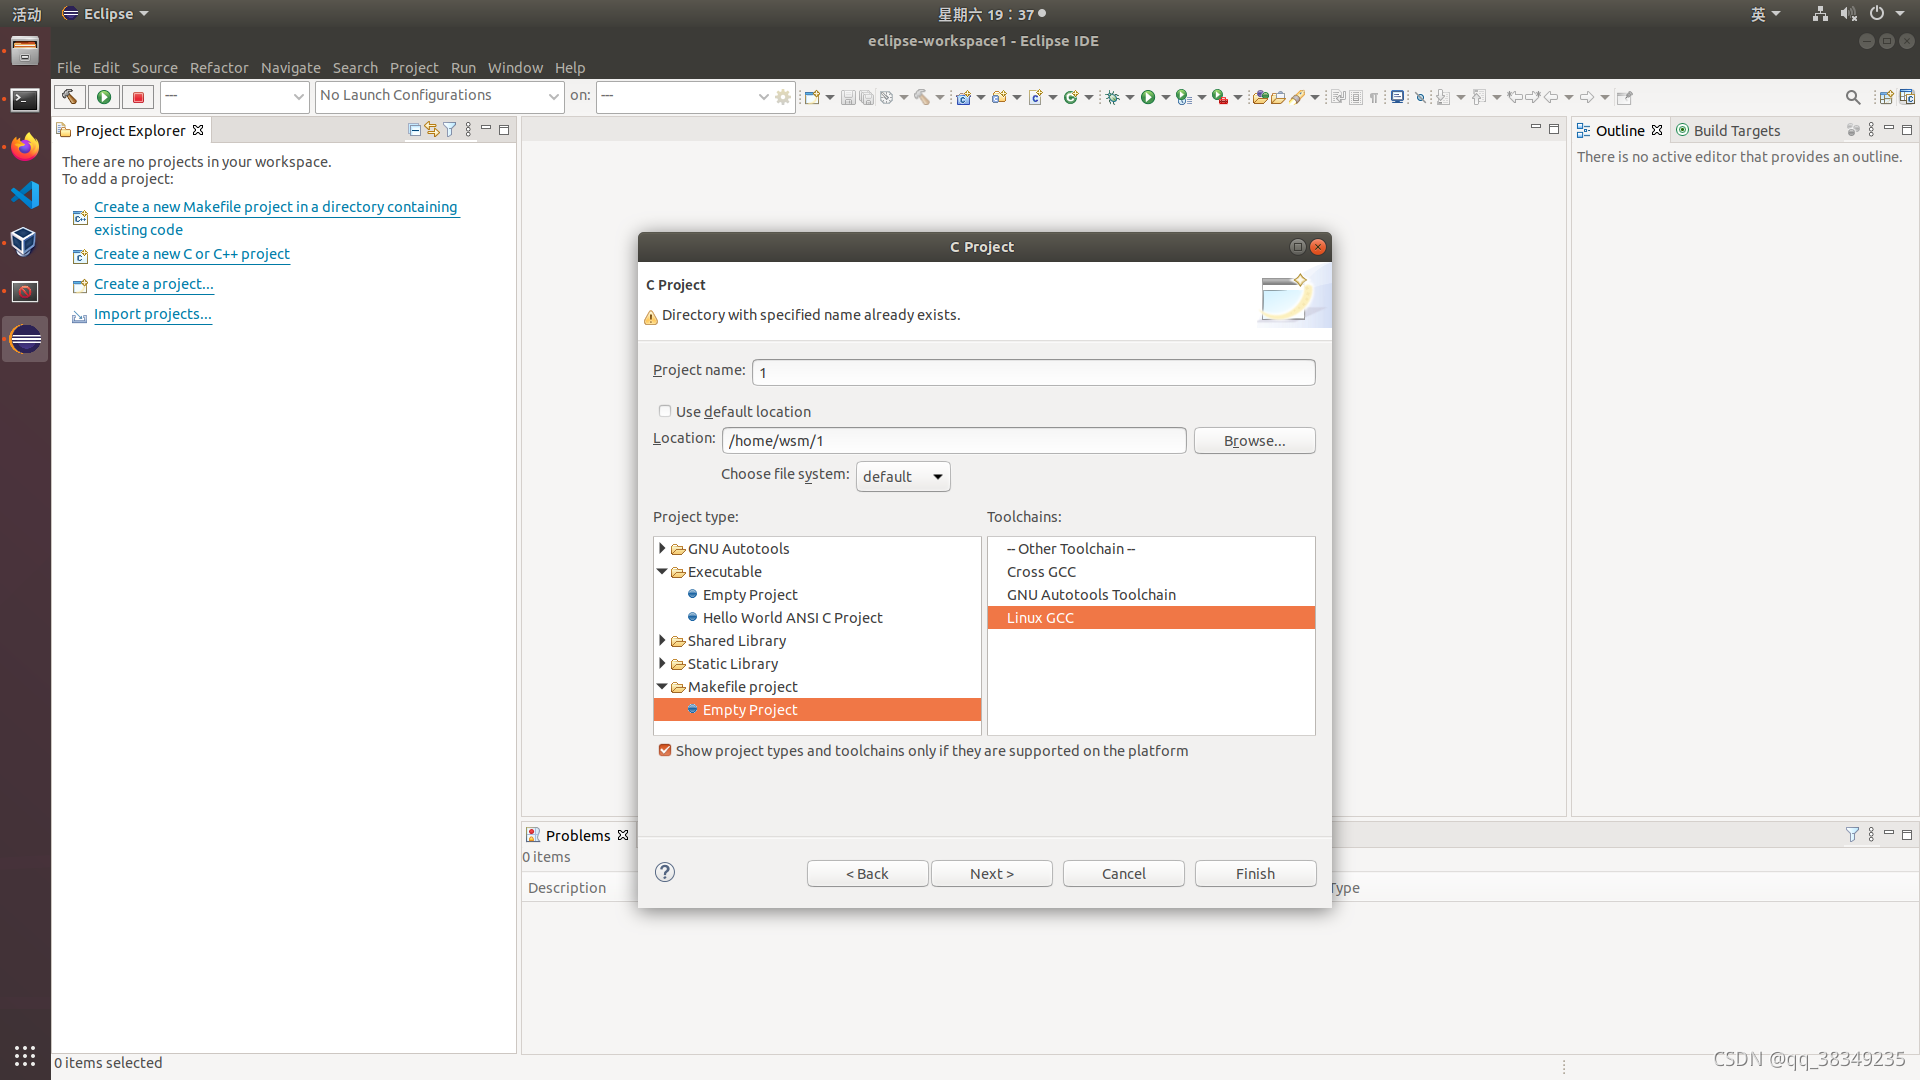 活动
Eclipse
星期六 19：37
英
eclipse-workspace1 - Eclipse IDE
File Edit Source Refactor Navigate Search Project Run Window Help
---
No Launch Configurations
on:
---
Project Explorer
There are no projects in your workspace.
To add a project:
Create a new Makefile project in a directory containing
existing code
Create a new C or C++ project
Create a project...
Import projects...
Outline
Build Targets
There is no active editor that provides an outline.
C Project
C Project
Directory with specified name already exists.
Project name: 1
Use default location
Location: /home/wsm/1
Browse...
Choose file system: default
Project type:
Toolchains:
GNU Autotools
Executable
Empty Project
Hello World ANSI C Project
Shared Library
Static Library
Makefile project
Empty Project
-- Other Toolchain --
Cross GCC
GNU Autotools Toolchain
Linux GCC
Show project types and toolchains only if they are supported on the platform
< Back
Next >
Cancel
Finish
Problems
0 items
Description
Type
0 items selected
CSDN @qq_38349235